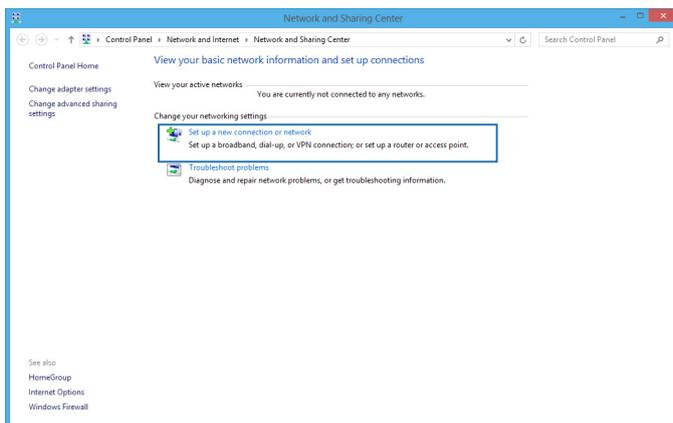 Network and Sharing Center
Control Panel Network and Internet Network and Sharing Center
Search Control Panel
Control Panel Home
Change adapter settings
Change advanced sharing
settings
View your basic network information and set up connections
View your active networks
You are currently not connected to any networks.
Change your networking settings
Set up a new connection or network
Set up a broadband, dial-up, or VPN connection; or set up a router or access point.
Troubleshoot problems
Diagnose and repair network problems, or get troubleshooting information.
See also
HomeGroup
Internet Options
Windows Firewall